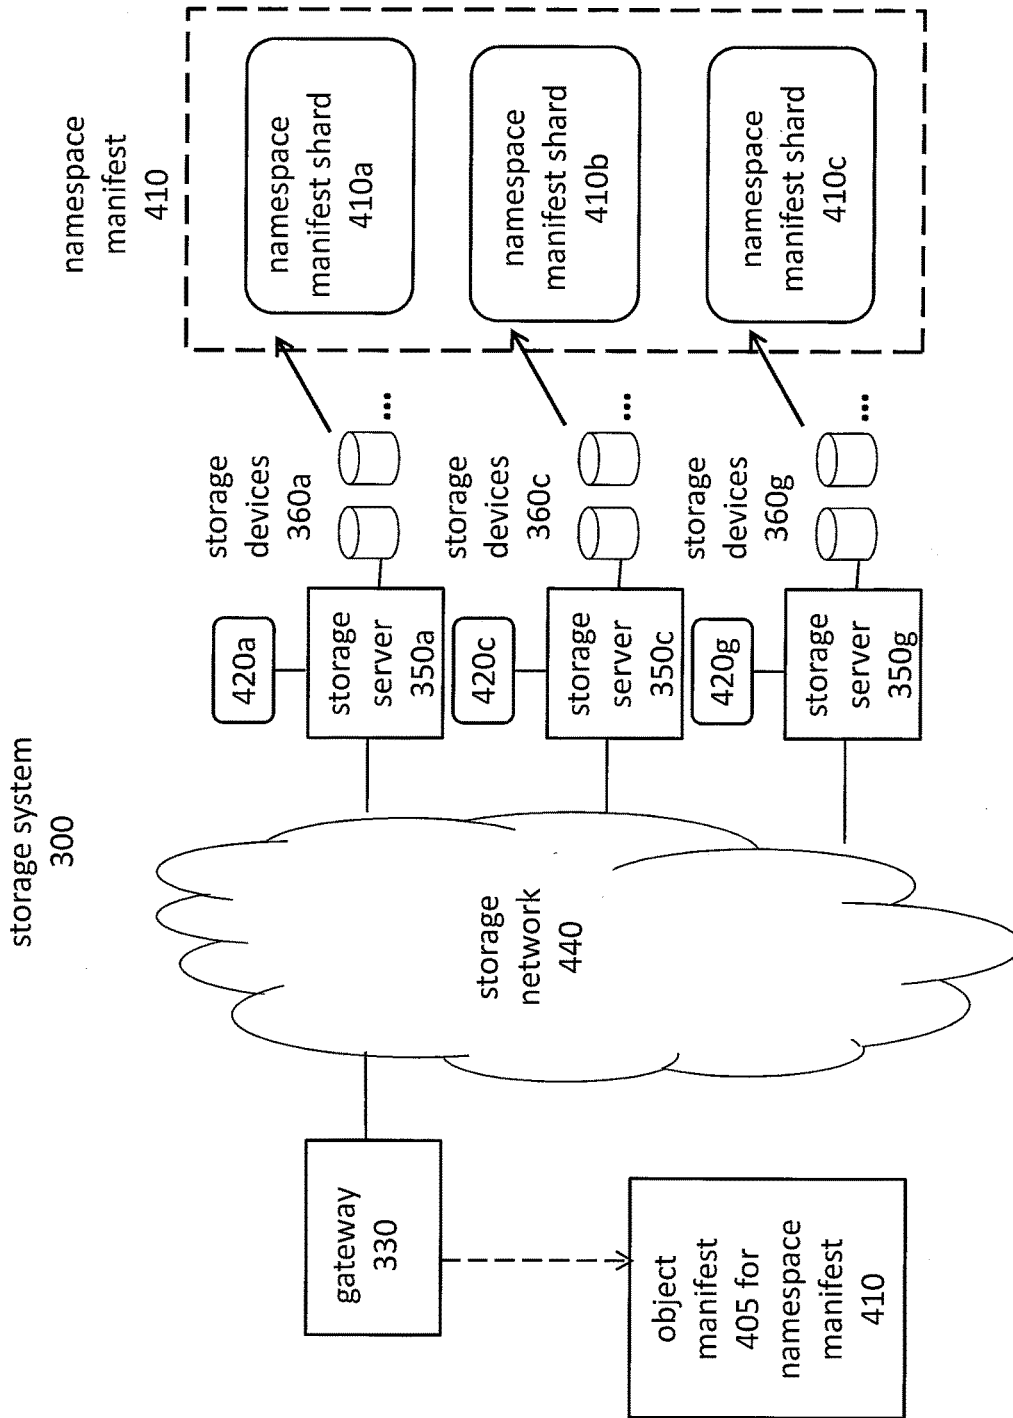 storage system
300
namespace
manifest
410
gateway
330
object
manifest
405 for
namespace
manifest
410
storage
network
440
420a
storage
server
350a
storage
devices
360a
...
namespace
manifest shard
410a
420c
storage
server
350c
storage
devices
360c
...
namespace
manifest shard
410b
420g
storage
server
350g
storage
devices
360g
...
namespace
manifest shard
410c